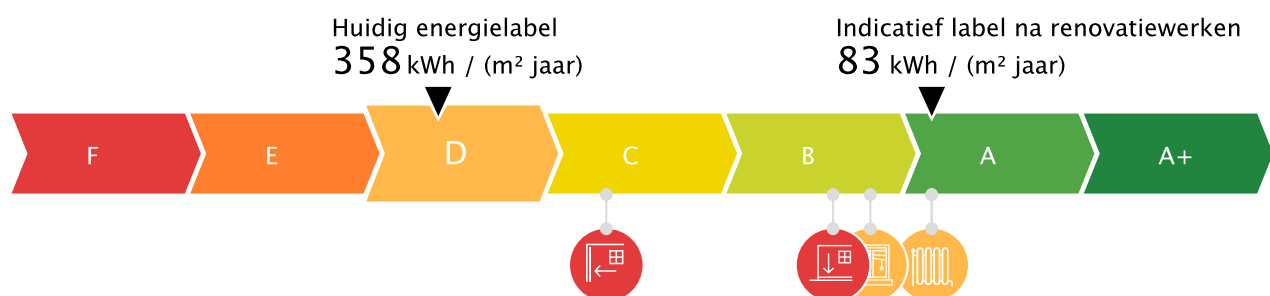 Huidig energielabel
358 kWh / (m² jaar)
Indicatief label na renovatiewerken
83 kWh / (m² jaar)
F E D C B A A+